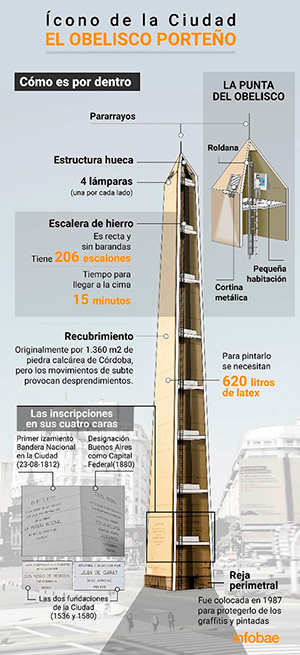 Ícono de la Ciudad
EL OBELISCO PORTEÑO
Cómo es por dentro
LA PUNTA
DEL OBELISCO
Pararrayos
Roldana
Estructura hueca
4 lámparas
(una por cada lado)
Escalera de hierro
Es recta y
sin barandas
Tiene 206 escalones
Tiempo para
llegar a la cima
15 minutos
Pequeña
habitación
Cortina
metálica
Recubrimiento
Originalmente por 1.360 m2 de
piedra calcárea de Córdoba,
pero los movimientos de subte
provocan desprendimientos.
Para pintarlo
se necesitan
620 litros
de latex
Las inscripciones
en sus cuatro caras
Primer izamiento
Bandera Nacional
en la Ciudad
(23-08-1812)
Designación
Buenos Aires
como Capital
Federal(1880)
Las dos fundaciones
de la Ciudad
(1536 y 1580)
Reja
perimetral
Fue colocada en 1987
para protegerlo de los
graffitis y pintadas
infobae